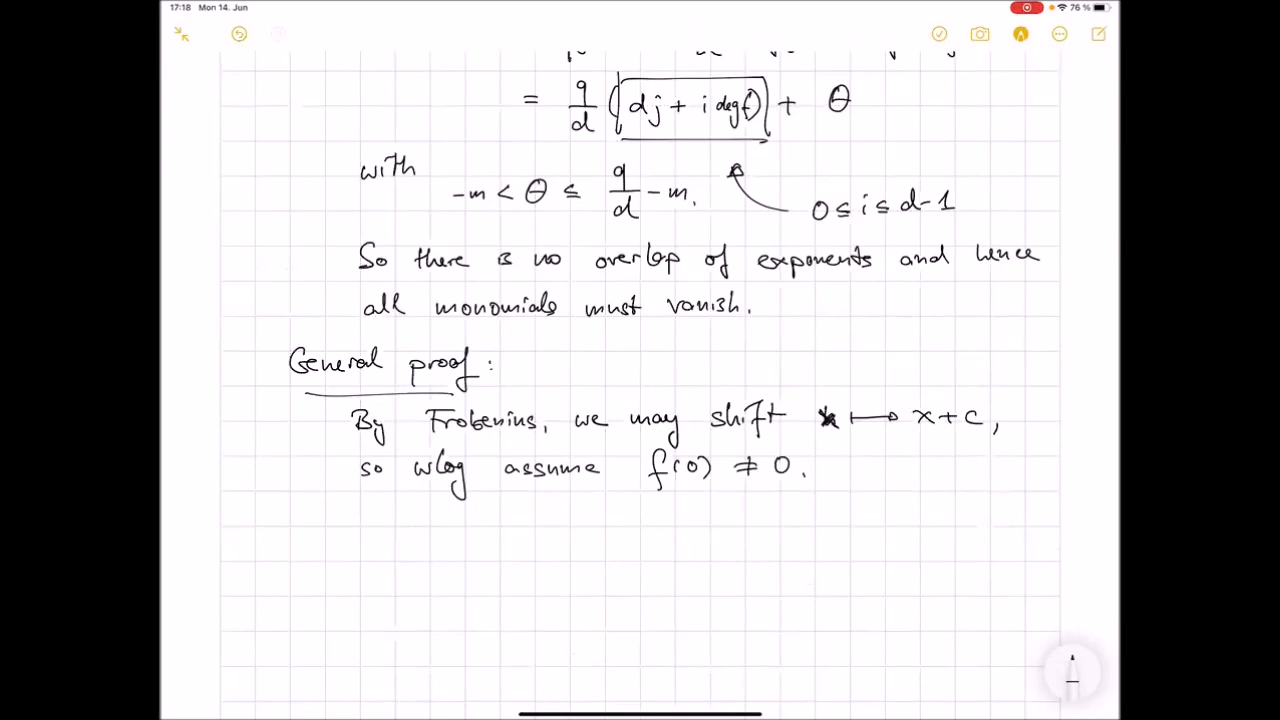 17:18 Mon 14. Jun
76 %
= q/d (dj + i deg f) + θ
with
-m < θ ≤ q/d - m.
0 ≤ i ≤ d-1
So there is no overlap of exponents and hence
all monomials must vanish.
General proof:
By Frobenius, we may shift x ↦ x+c,
so wlog assume f(0) ≠ 0.